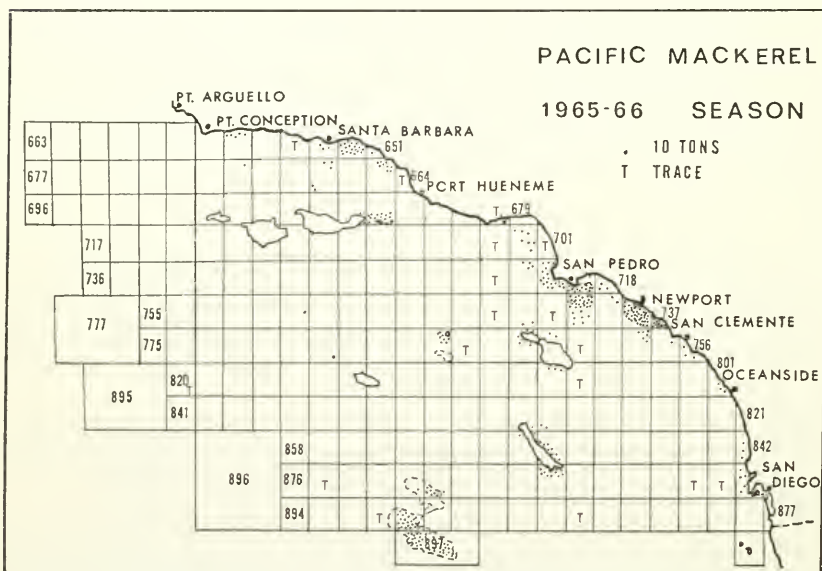 PACIFIC MACKEREL
1965-66 SEASON
. 10 TONS
T TRACE
PT. ARGUELLO
PT. CONCEPTION
SANTA BARBARA
663
T
651
677
T 664
PORT HUENEME
696
T 679
717
T
T 701
736
T
SAN PEDRO
718
777
755
T
T
NEWPORT
737
SAN CLEMENTE
775
T
756
895
820
T
801
OCEANSIDE
841
821
896
858
842
876
T
T
T
SAN
DIEGO
894
T
T
877
897